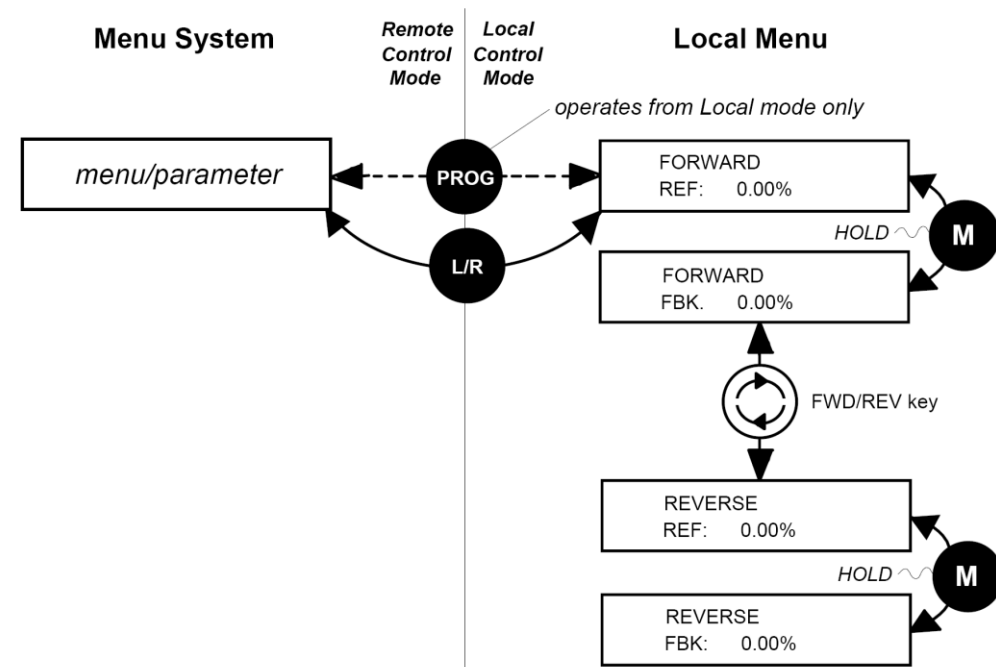 Menu System
Remote
Control
Mode
Local
Control
Mode
Local Menu
operates from Local mode only
menu/parameter
PROG
FORWARD
REF: 0.00%
HOLD
M
L/R
FORWARD
FBK. 0.00%
FWD/REV key
REVERSE
REF: 0.00%
HOLD
M
REVERSE
FBK: 0.00%